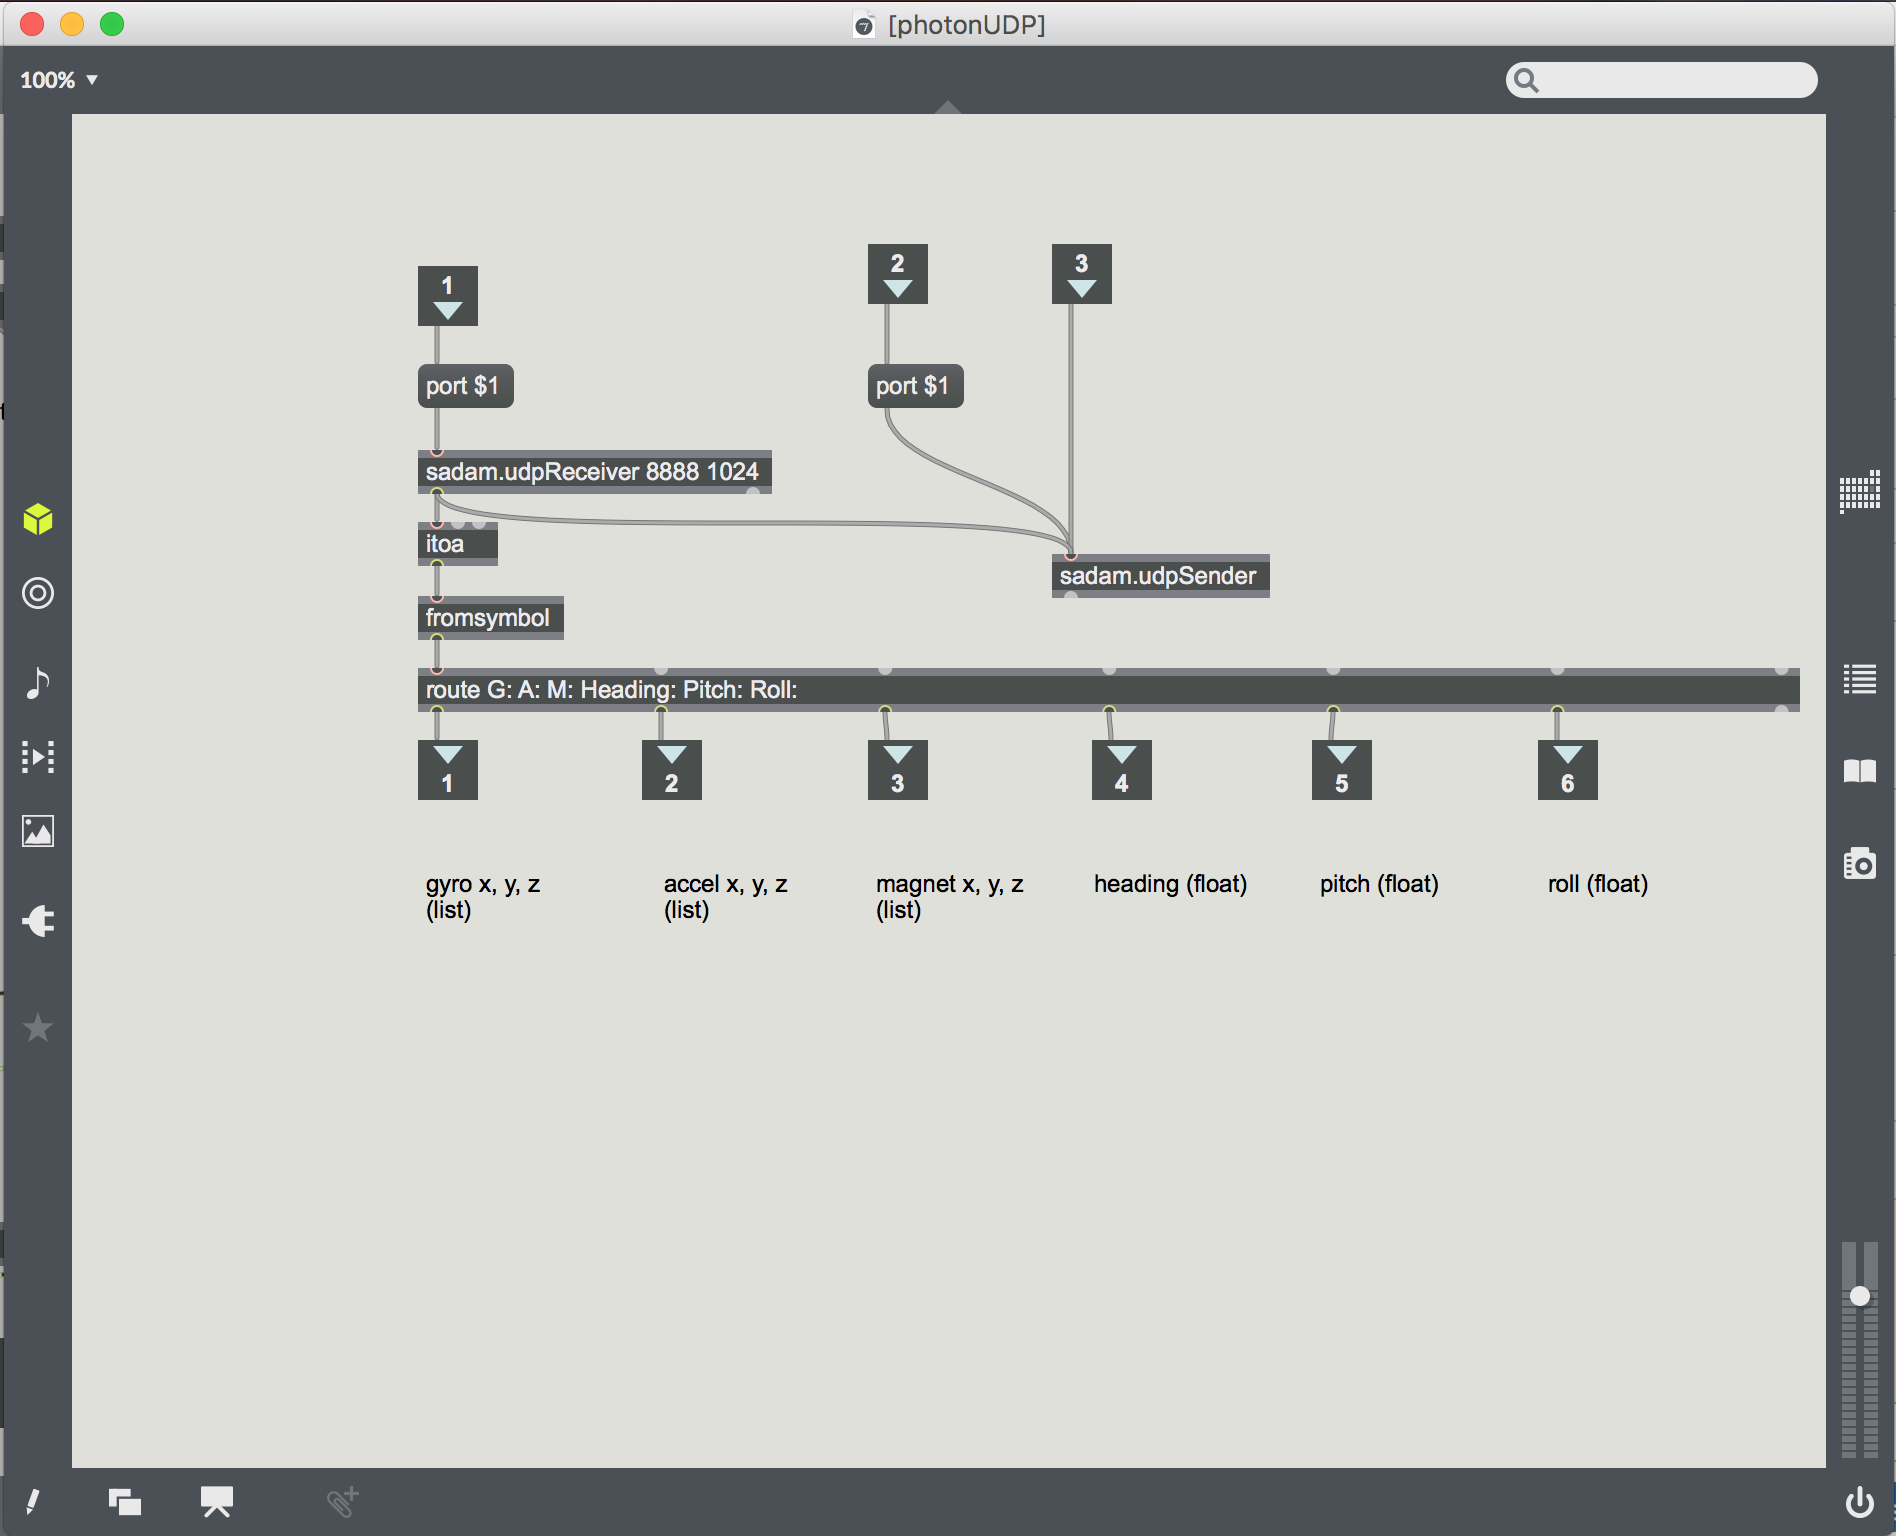 [photonUDP]
100%
1
2
3
port $1
port $1
sadam.udpReceiver 8888 1024
itoa
sadam.udpSender
fromsymbol
route G: A: M: Heading: Pitch: Roll:
1
2
3
4
5
6
gyro x, y, z
(list)
accel x, y, z
(list)
magnet x, y, z
(list)
heading (float)
pitch (float)
roll (float)